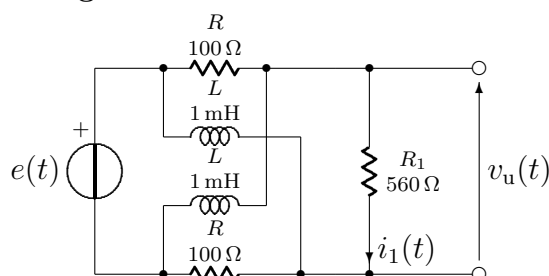 R
100 Ω
L
1 mH
L
1 mH
R
100 Ω
+
e(t)
R₁
560 Ω
i₁(t)
vᵤ(t)